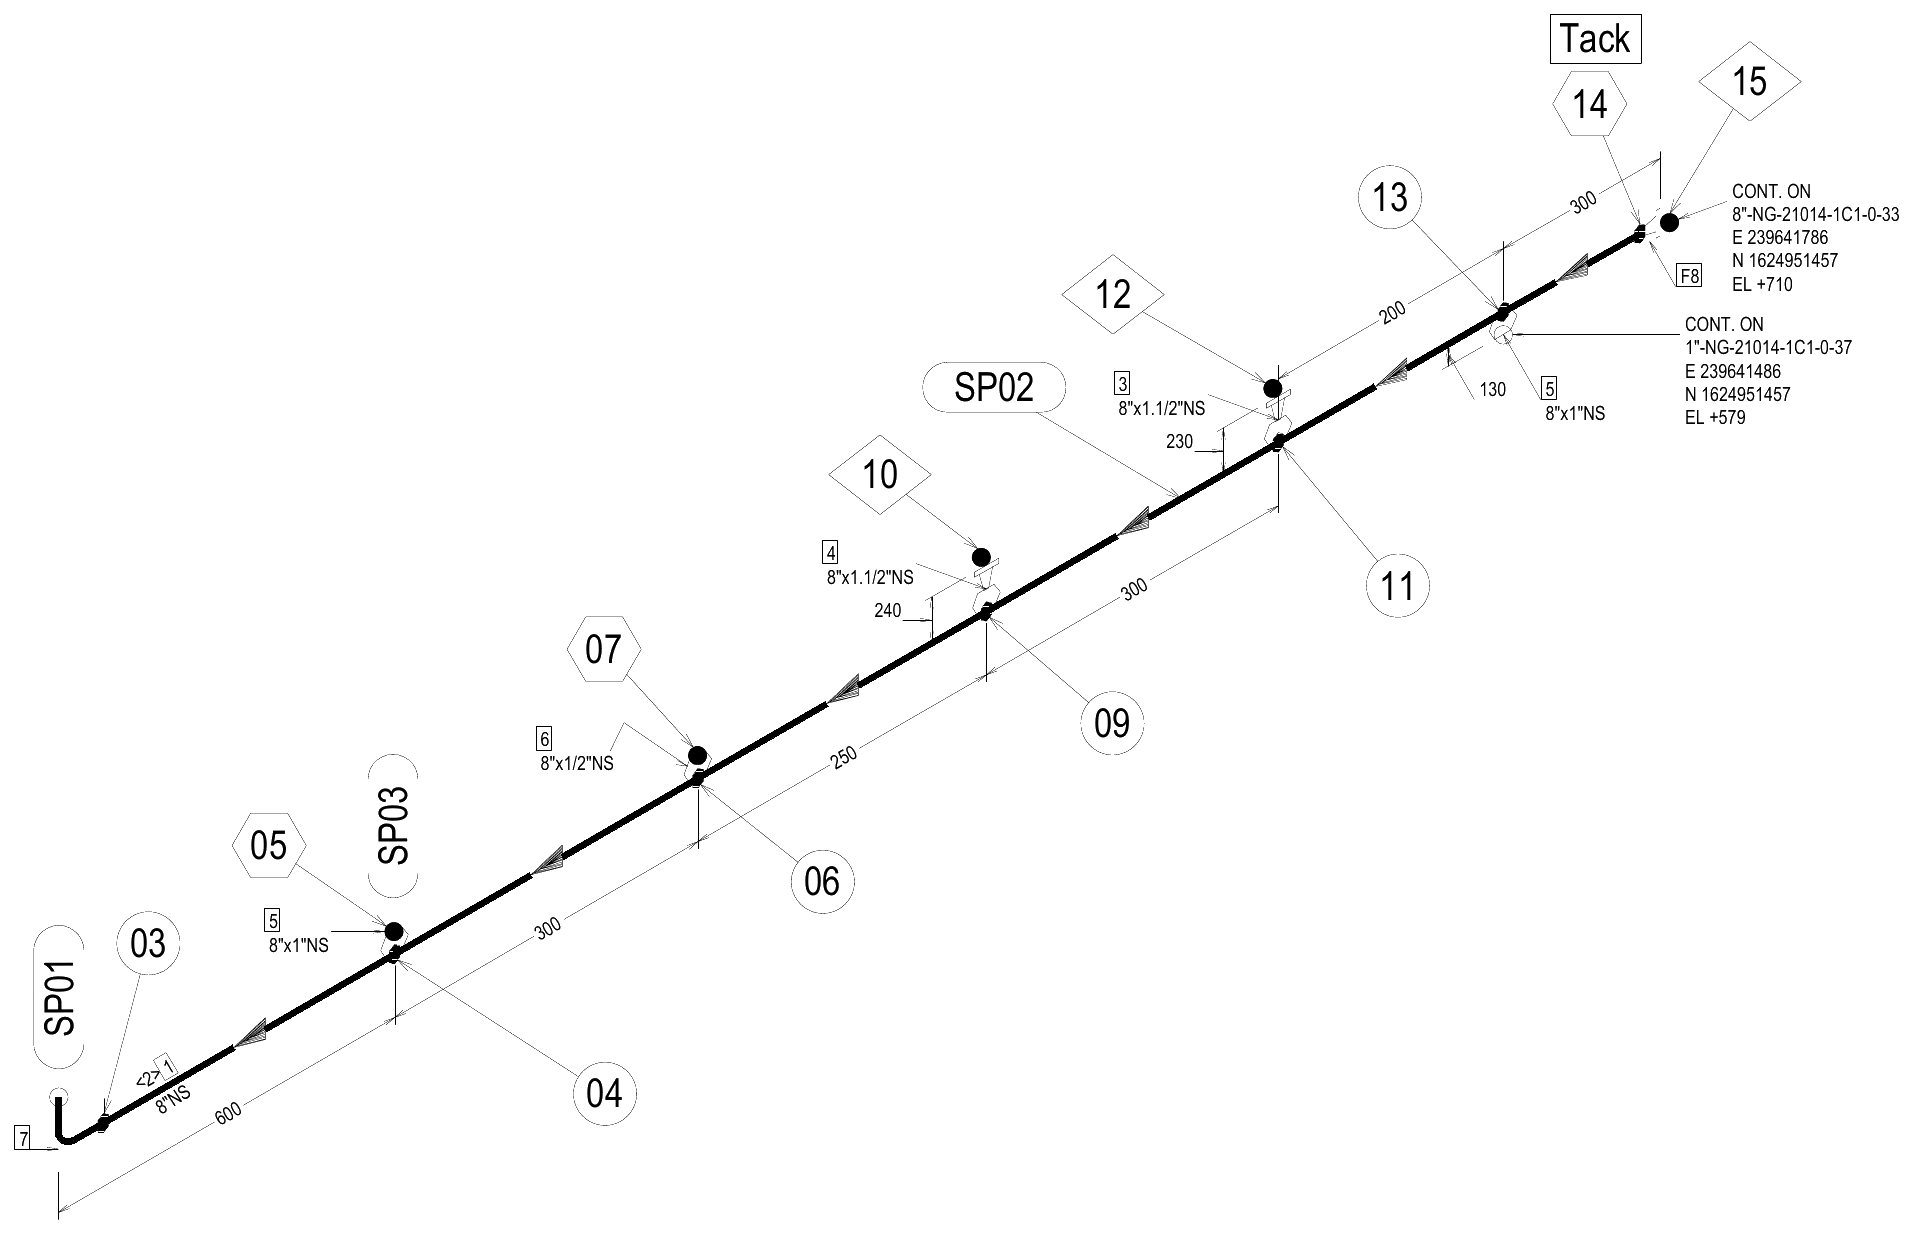 Tack
14
15
13
300
CONT. ON
8"-NG-21014-1C1-0-33
E 239641786
N 1624951457
EL +710
F8
12
200
CONT. ON
1"-NG-21014-1C1-0-37
E 239641486
N 1624951457
EL +579
130
5
8"x1"NS
SP02
3
8"x1.1/2"NS
230
10
4
8"x1.1/2"NS
240
300
11
07
09
6
8"x1/2"NS
250
SP03
05
06
5
8"x1"NS
300
03
SP01
<2> 1
8"NS
04
600
7